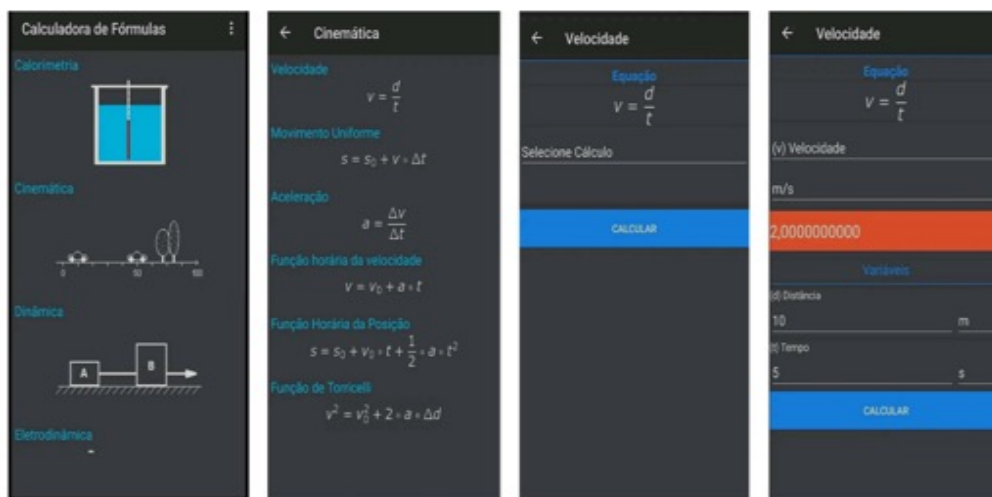 Calculadora de Fórmulas
Calorimetria
Cinemática
0 50 100
Dinâmica
A B
Eletrodinâmica
Cinemática
Velocidade
v = d/t
Movimento Uniforme
s = s₀ + v ∘ Δt
Aceleração
a = Δv/Δt
Função horária da velocidade
v = v₀ + a ∘ t
Função Horária da Posição
s = s₀ + v₀ ∘ t + 1/2 ∘ a ∘ t²
Função de Torricelli
v² = v₀² + 2 ∘ a ∘ Δd
Velocidade
Equação
v = d/t
Selecione Cálculo
CALCULAR
Velocidade
Equação
v = d/t
(v) Velocidade
m/s
2,0000000000
Variáveis
(d) Distância
10 m
(t) Tempo
5 s
CALCULAR